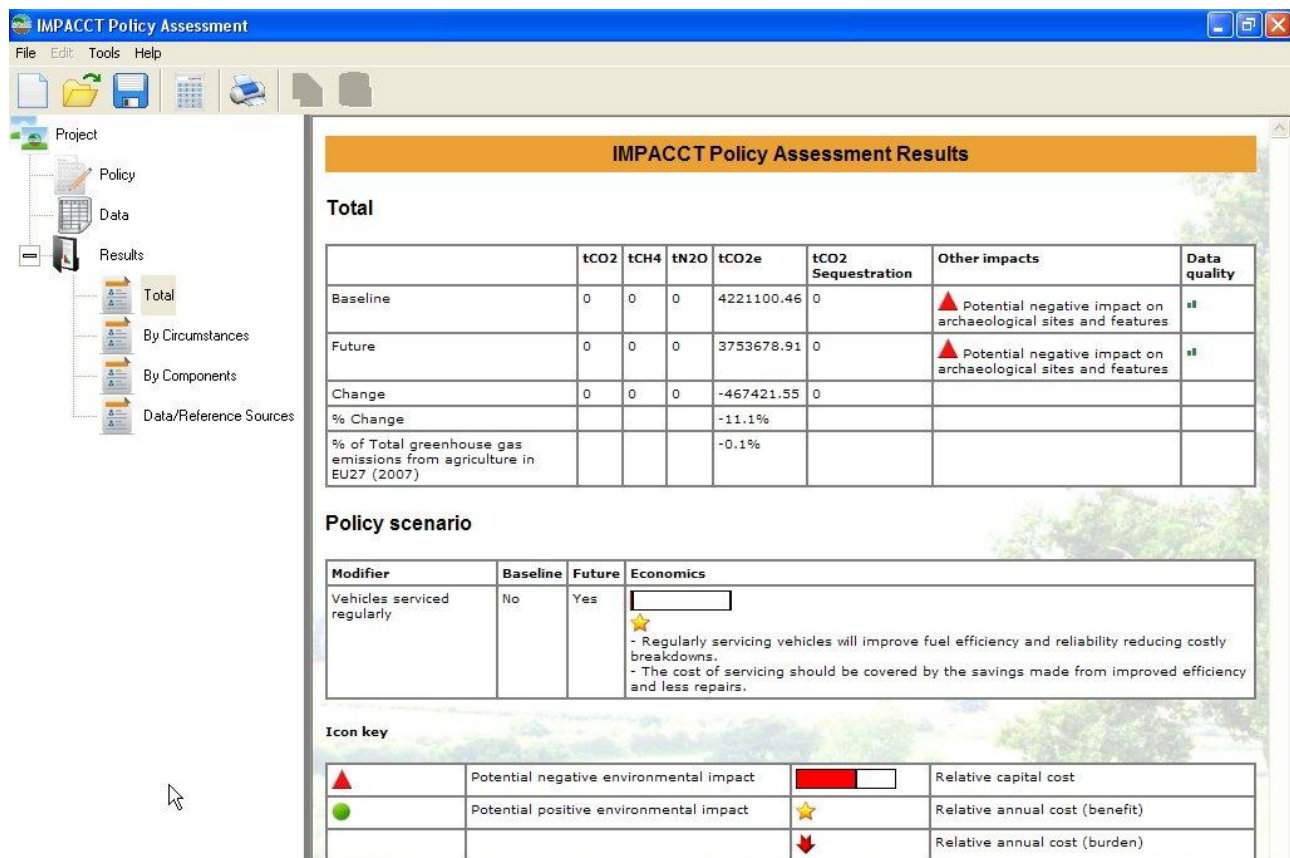 IMPACCT Policy Assessment
File Edit Tools Help
Project
Policy
Data
Results
Total
By Circumstances
By Components
Data/Reference Sources
IMPACCT Policy Assessment Results
Total
tCO2 tCH4 tN2O tCO2e tCO2 Sequestration Other impacts Data quality
Baseline 0 0 0 4221100.46 0 Potential negative impact on
archaeological sites and features
Future 0 0 0 3753678.91 0 Potential negative impact on
archaeological sites and features
Change 0 0 0 -467421.55 0
% Change -11.1%
% of Total greenhouse gas -0.1%
emissions from agriculture in
EU27 (2007)
Policy scenario
Modifier Baseline Future Economics
Vehicles serviced No Yes
regularly
- Regularly servicing vehicles will improve fuel efficiency and reliability reducing costly
breakdowns.
- The cost of servicing should be covered by the savings made from improved efficiency
and less repairs.
Icon key
Potential negative environmental impact Relative capital cost
Potential positive environmental impact Relative annual cost (benefit)
Relative annual cost (burden)